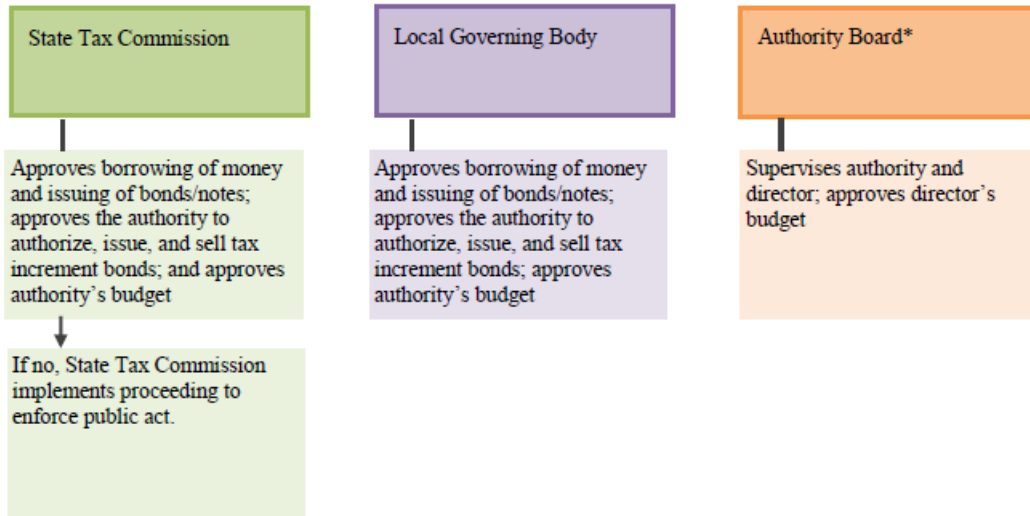 State Tax Commission
Approves borrowing of money
and issuing of bonds/notes;
approves the authority to
authorize, issue, and sell tax
increment bonds; and approves
authority's budget
If no, State Tax Commission
implements proceeding to
enforce public act.
Local Governing Body
Approves borrowing of money
and issuing of bonds/notes;
approves the authority to
authorize, issue, and sell tax
increment bonds; approves
authority's budget
Authority Board*
Supervises authority and
director; approves director's
budget